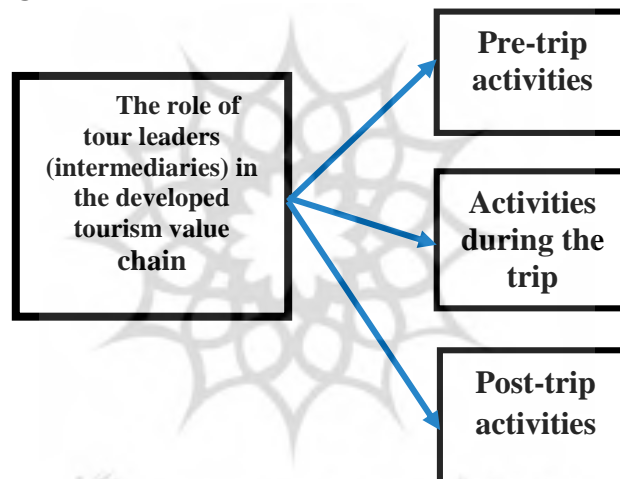 The role of
tour leaders
(intermediaries) in
the developed
tourism value
chain
Pre-trip
activities
Activities
during the
trip
Post-trip
activities